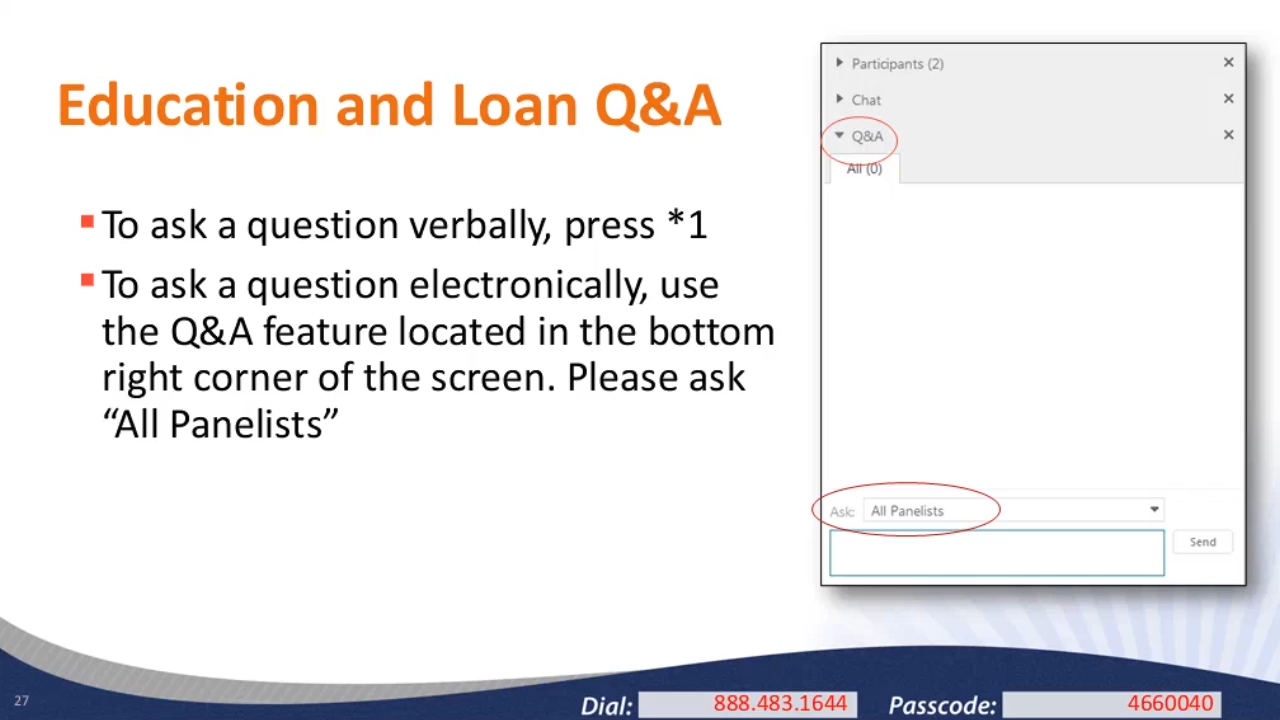 Education and Loan Q&A
To ask a question verbally, press *1
To ask a question electronically, use
the Q&A feature located in the bottom
right corner of the screen. Please ask
“All Panelists”
Participants (2)
Chat
Q&A
All (0)
Ask: All Panelists
Send
27
Dial: 888.483.1644 Passcode: 4660040